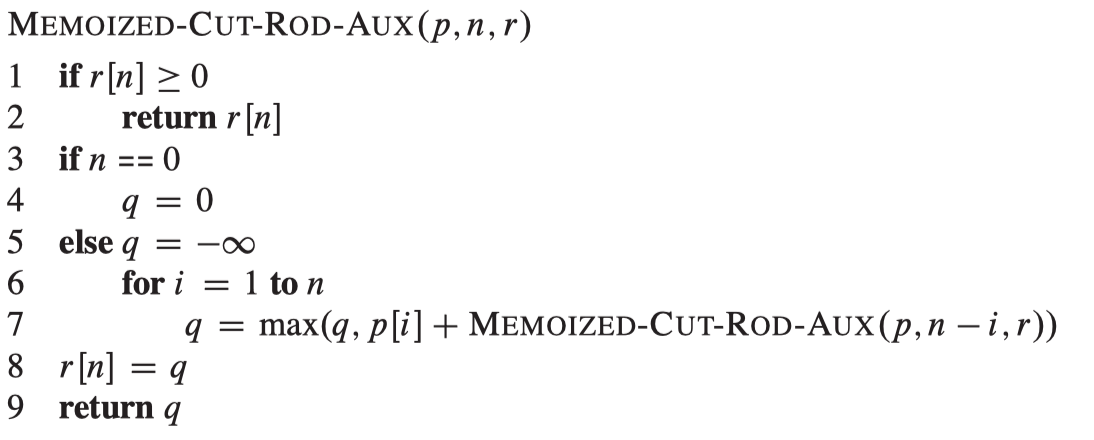 MEMOIZED-CUT-ROD-AUX(p, n, r)
1 if r[n] ≥ 0
2 return r[n]
3 if n == 0
4 q = 0
5 else q = −∞
6 for i = 1 to n
7 q = max(q, p[i] + MEMOIZED-CUT-ROD-AUX(p, n − i, r))
8 r[n] = q
9 return q